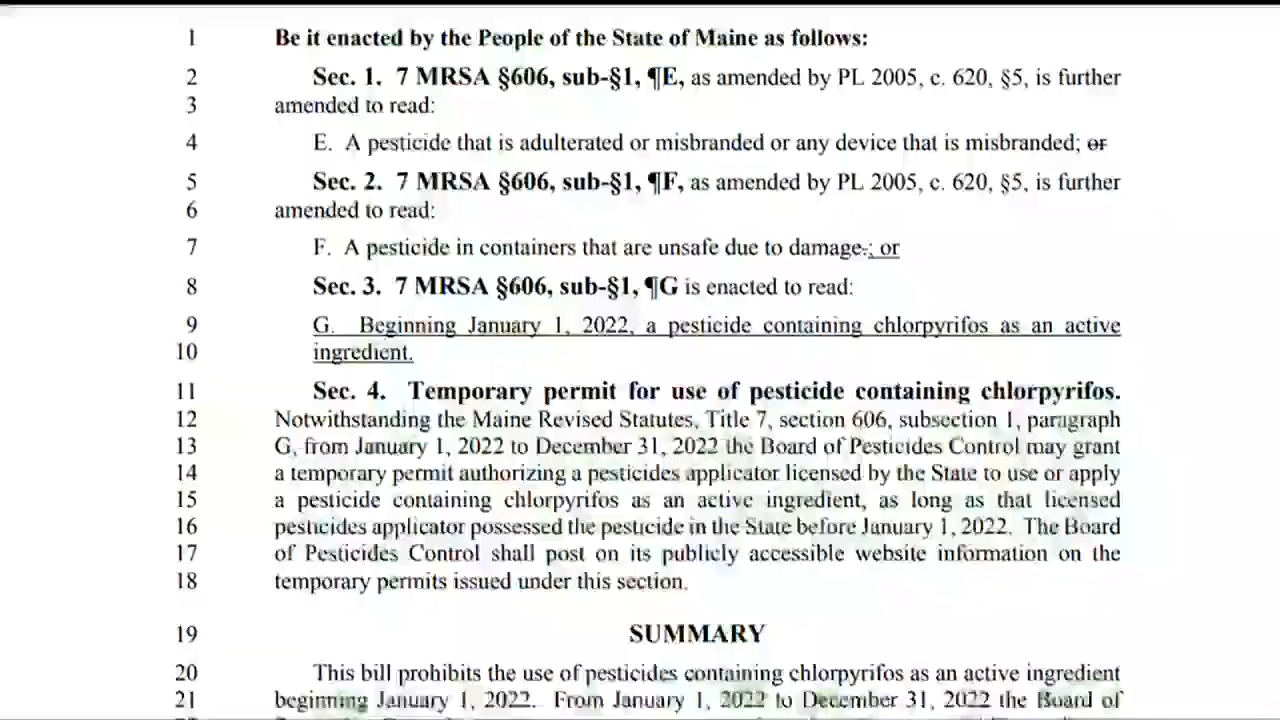 1 Be it enacted by the People of the State of Maine as follows:
2 Sec. 1. 7 MRSA §606, sub-§1, ¶E, as amended by PL 2005, c. 620, §5, is further
3 amended to read:
4 E. A pesticide that is adulterated or misbranded or any device that is misbranded; or
5 Sec. 2. 7 MRSA §606, sub-§1, ¶F, as amended by PL 2005, c. 620, §5, is further
6 amended to read:
7 F. A pesticide in containers that are unsafe due to damage.; or
8 Sec. 3. 7 MRSA §606, sub-§1, ¶G is enacted to read:
9 G. Beginning January 1, 2022, a pesticide containing chlorpyrifos as an active
10 ingredient.
11 Sec. 4. Temporary permit for use of pesticide containing chlorpyrifos.
12 Notwithstanding the Maine Revised Statutes, Title 7, section 606, subsection 1, paragraph
13 G, from January 1, 2022 to December 31, 2022 the Board of Pesticides Control may grant
14 a temporary permit authorizing a pesticides applicator licensed by the State to use or apply
15 a pesticide containing chlorpyrifos as an active ingredient, as long as that licensed
16 pesticides applicator possessed the pesticide in the State before January 1, 2022. The Board
17 of Pesticides Control shall post on its publicly accessible website information on the
18 temporary permits issued under this section.
19 SUMMARY
20 This bill prohibits the use of pesticides containing chlorpyrifos as an active ingredient
21 beginning January 1, 2022. From January 1, 2022 to December 31, 2022 the Board of